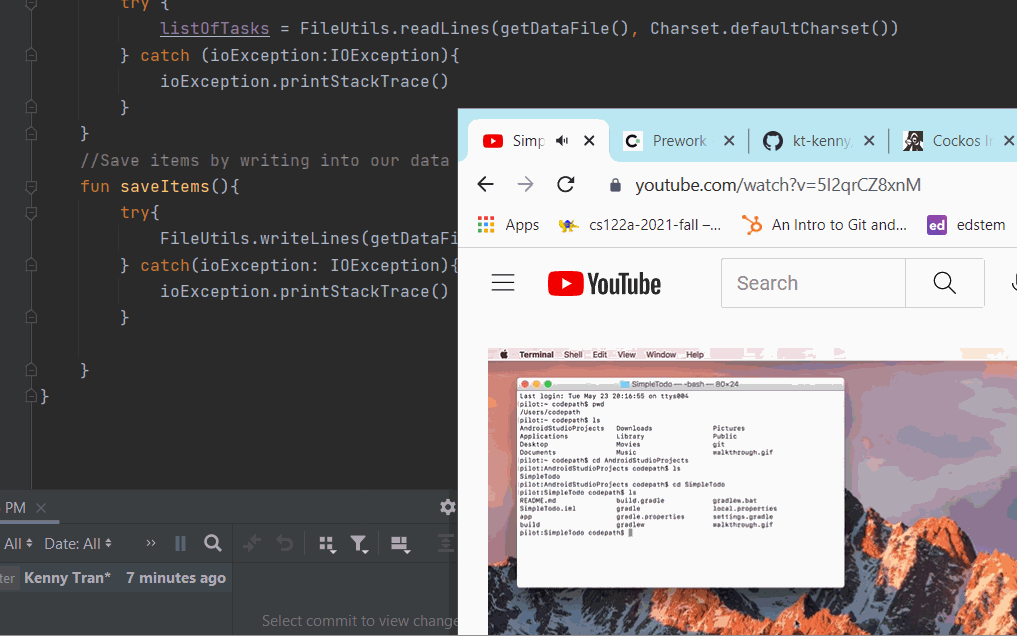 try {
listOfTasks = FileUtils.readLines(getDataFile(), Charset.defaultCharset())
} catch (ioException:IOException){
ioException.printStackTrace()
}
}
//Save items by writing into our data
fun saveItems(){
try{
FileUtils.writeLines(getDataFi
} catch(ioException: IOException){
ioException.printStackTrace()
}
}
}
PM
All Date: All
ter Kenny Tran* 7 minutes ago
Select commit to view change
Simp Prework kt-kenny Cockos I
youtube.com/watch?v=5I2qrCZ8xnM
Apps cs122a-2021-fall –... An Intro to Git and... ed edstem
YouTube Search
Terminal Shell Edit View Window Help
SimpleTodo — -bash — 80×24
Last login: Tue May 23 20:16:55 on ttys004
pilot:~ codepath$ pwd
/Users/codepath
pilot:~ codepath$ ls
AndroidStudioProjects Downloads Pictures
Applications Library Public
Desktop Movies git
Documents Music walkthrough.gif
pilot:~ codepath$ cd AndroidStudioProjects
pilot:AndroidStudioProjects codepath$ ls
SimpleTodo
pilot:AndroidStudioProjects codepath$ cd SimpleTodo
pilot:SimpleTodo codepath$ ls
README.md build.gradle gradlew.bat
SimpleTodo.iml gradle local.properties
app gradle.properties settings.gradle
build gradlew walkthrough.gif
pilot:SimpleTodo codepath$